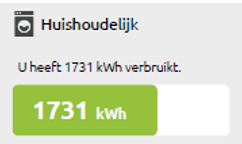 Huishoudelijk
U heeft 1731 kWh verbruikt.
1731 kWh